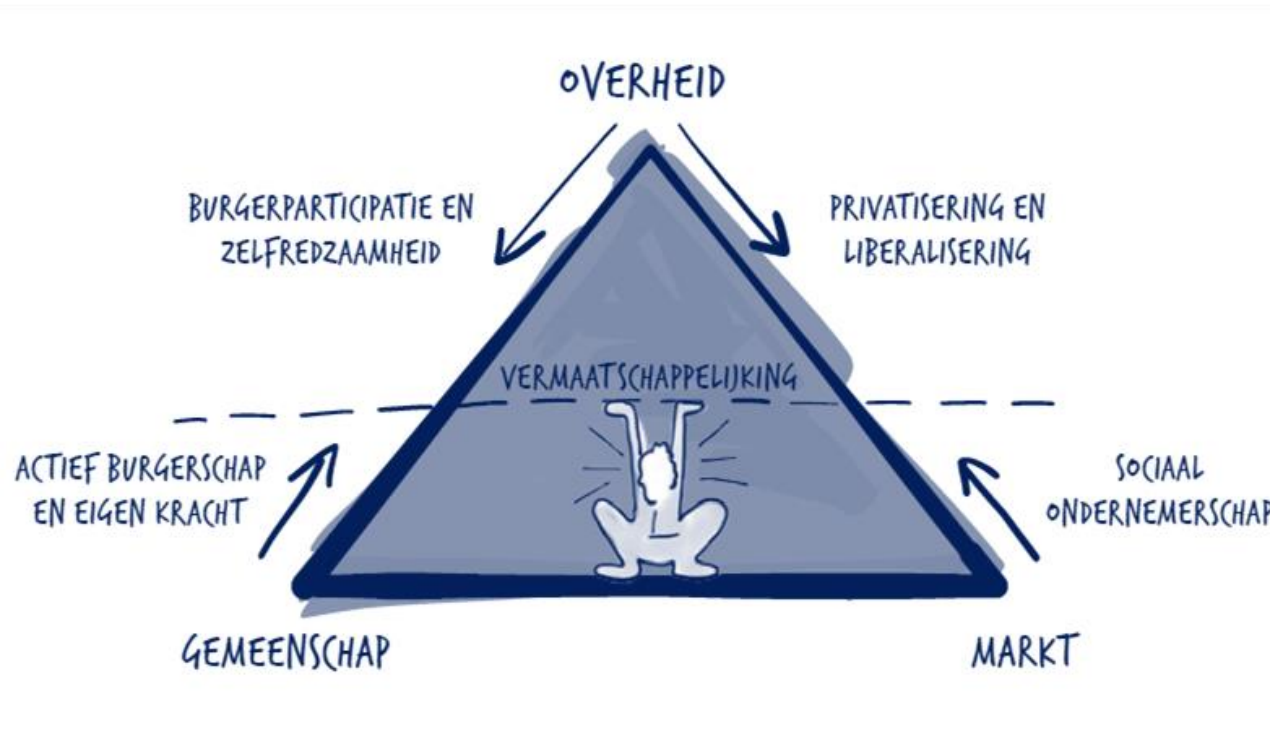 OVERHEID
BURGERPARTICIPATIE EN
ZELFREDZAAMHEID
PRIVATISERING EN
LIBERALISERING
VERMAATSCHAPPELIJKING
ACTIEF BURGERSCHAP
EN EIGEN KRACHT
SOCIAAL
ONDERNEMERSCHAP
GEMEENSCHAP
MARKT